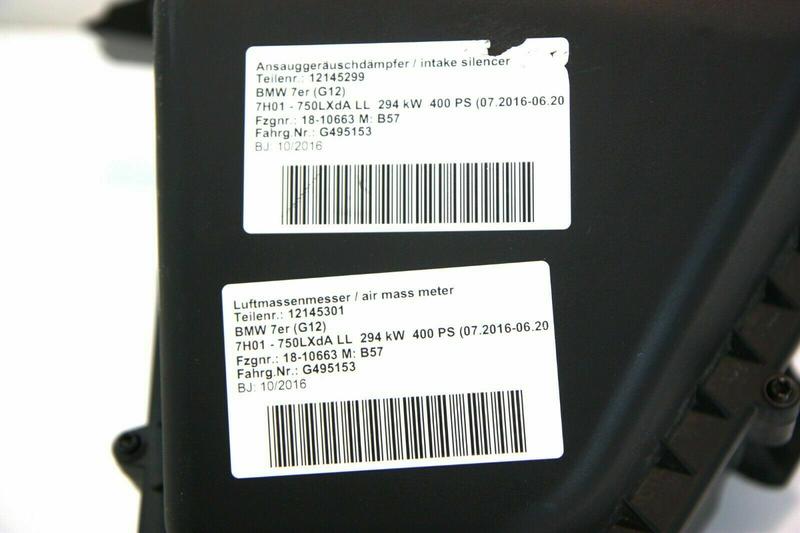 Ansauggeräuschdämpfer / intake silencer
Teilenr.: 12145299
BMW 7er (G12)
7H01 - 750LXdA LL 294 kW 400 PS (07.2016-06.20
Fzgnr.: 18-10663 M: B57
Fahrg.Nr.: G495153
BJ: 10/2016
Luftmassenmesser / air mass meter
Teilenr.: 12145301
BMW 7er (G12)
7H01 - 750LXdA LL 294 kW 400 PS (07.2016-06.20
Fzgnr.: 18-10663 M: B57
Fahrg.Nr.: G495153
BJ: 10/2016